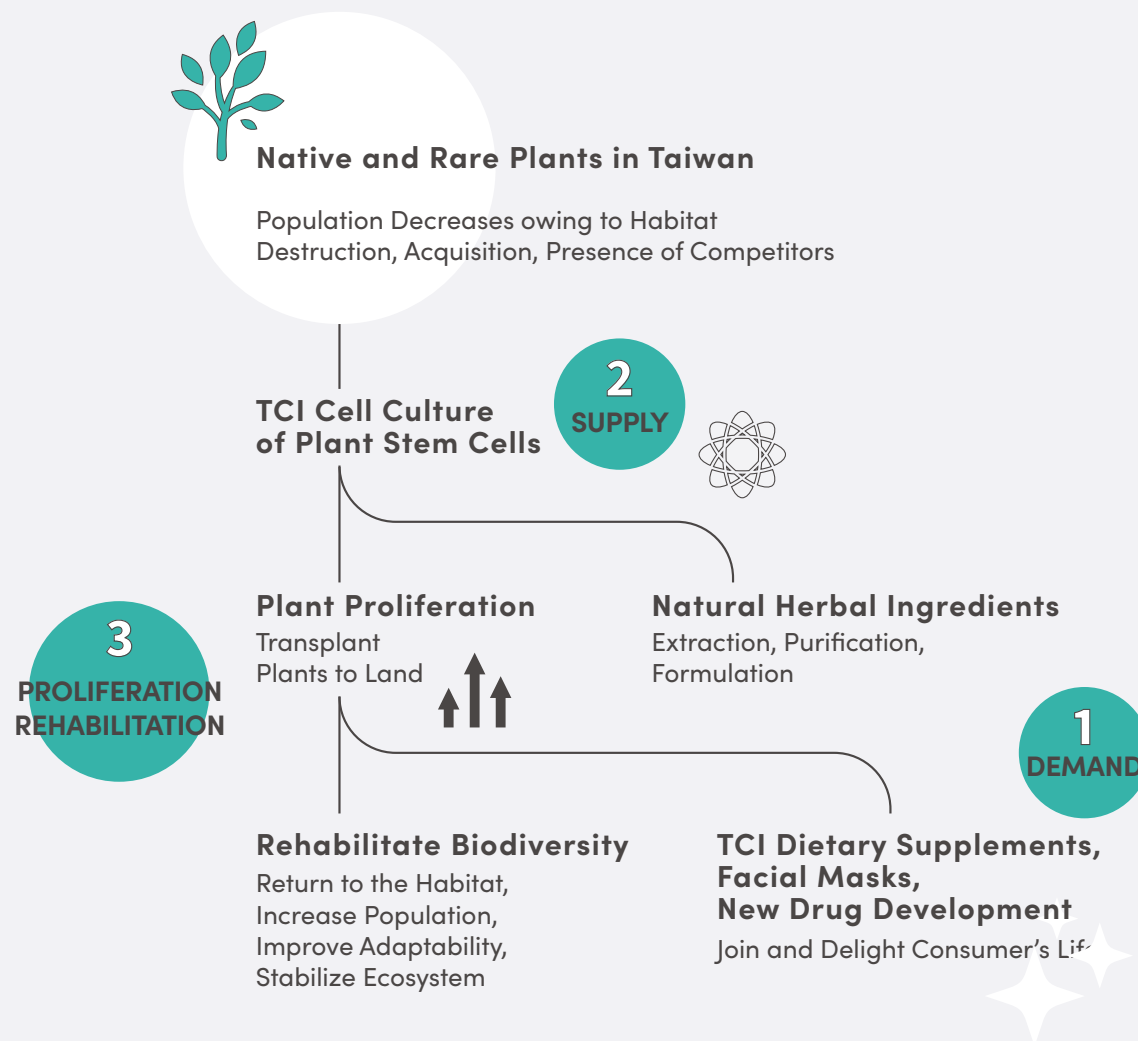 Native and Rare Plants in Taiwan
Population Decreases owing to Habitat
Destruction, Acquisition, Presence of Competitors
TCI Cell Culture
of Plant Stem Cells
2
SUPPLY
3
PROLIFERATION
REHABILITATION
Plant Proliferation
Transplant
Plants to Land
Natural Herbal Ingredients
Extraction, Purification,
Formulation
1
DEMAND
Rehabilitate Biodiversity
Return to the Habitat,
Increase Population,
Improve Adaptability,
Stabilize Ecosystem
TCI Dietary Supplements,
Facial Masks,
New Drug Development
Join and Delight Consumer's Life